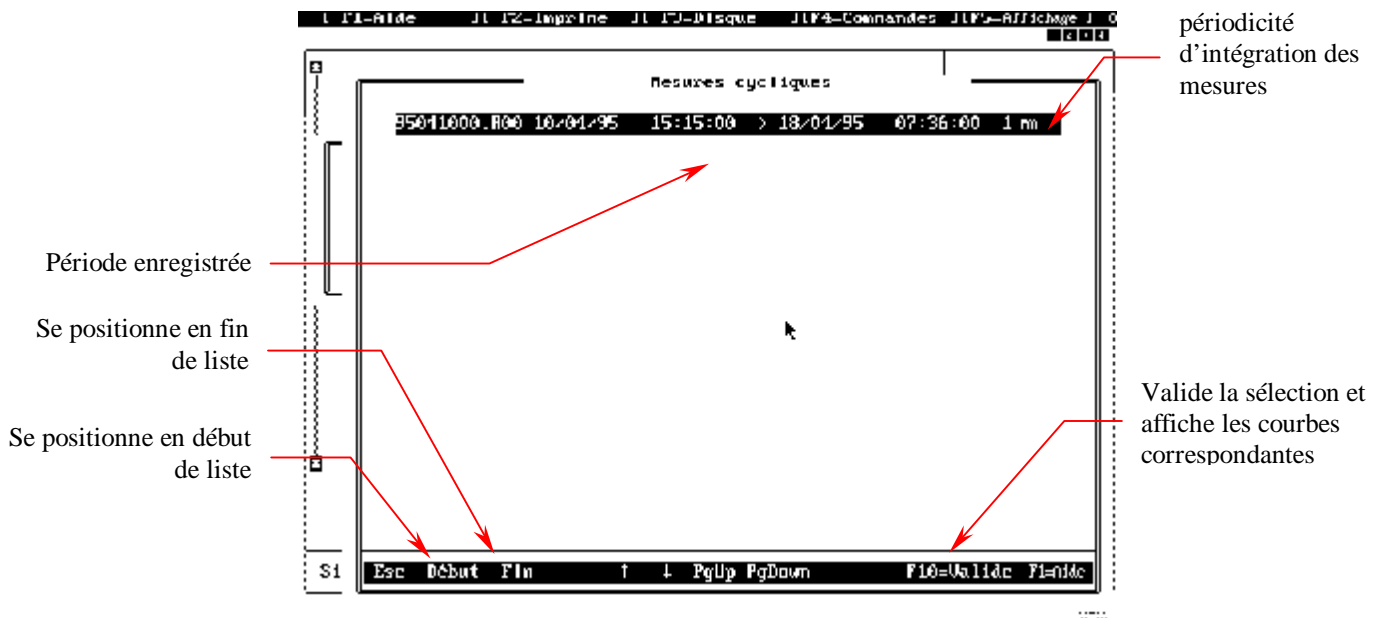 F1-Aide F2-Imprime F3-Disque F4-Commandes F5-Affichage
périodicité
d’intégration des
mesures
Mesures cycliques
95011000.R00 10/01/95 15:15:00 > 18/01/95 07:36:00 1 mn
Période enregistrée
Se positionne en fin
de liste
Valide la sélection et
affiche les courbes
correspondantes
Se positionne en début
de liste
Si Esc Début Fin ↑ ↓ PgUp PgDown F10=Valide F1=Aide